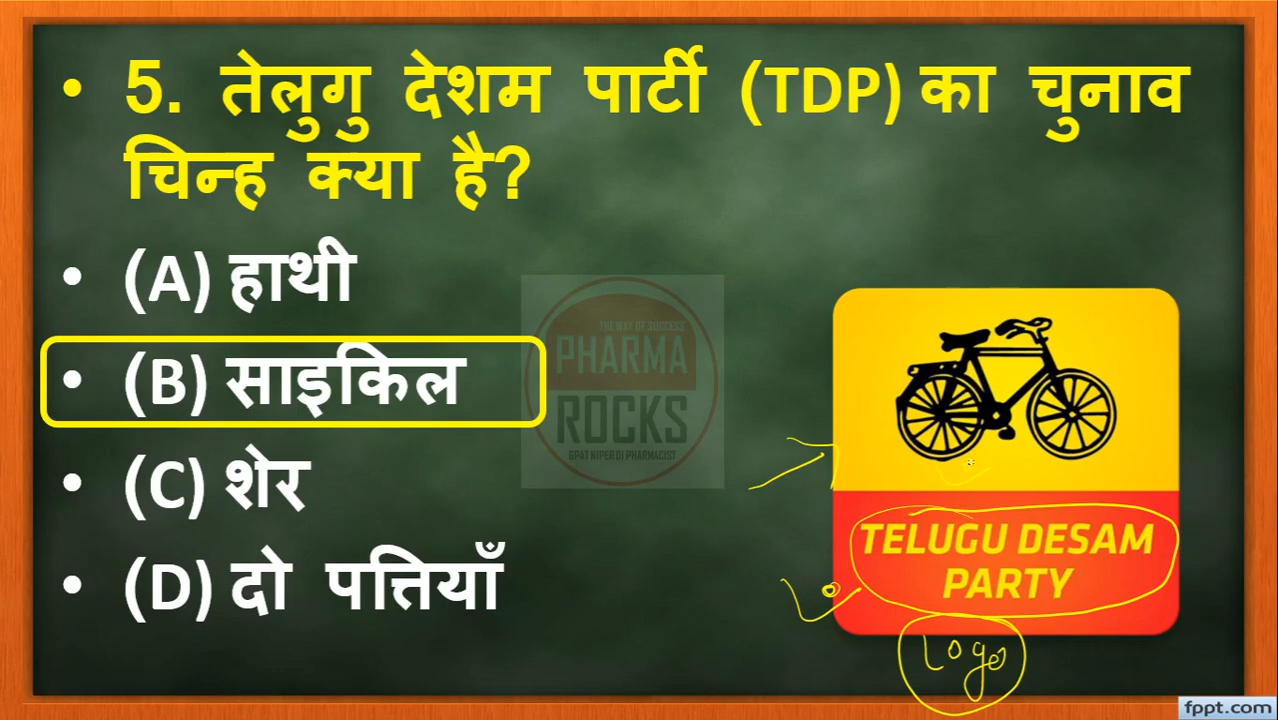 • 5. तेलुगु देशम पार्टी (TDP) का चुनाव
चिन्ह क्या है?
• (A) हाथी
• (B) साइकिल
• (C) शेर
• (D) दो पत्तियाँ
THE WAY OF SUCCESS
PHARMA
ROCKS
GPAT NIPER DI PHARMACIST
TELUGU DESAM
PARTY
Logo
fppt.com